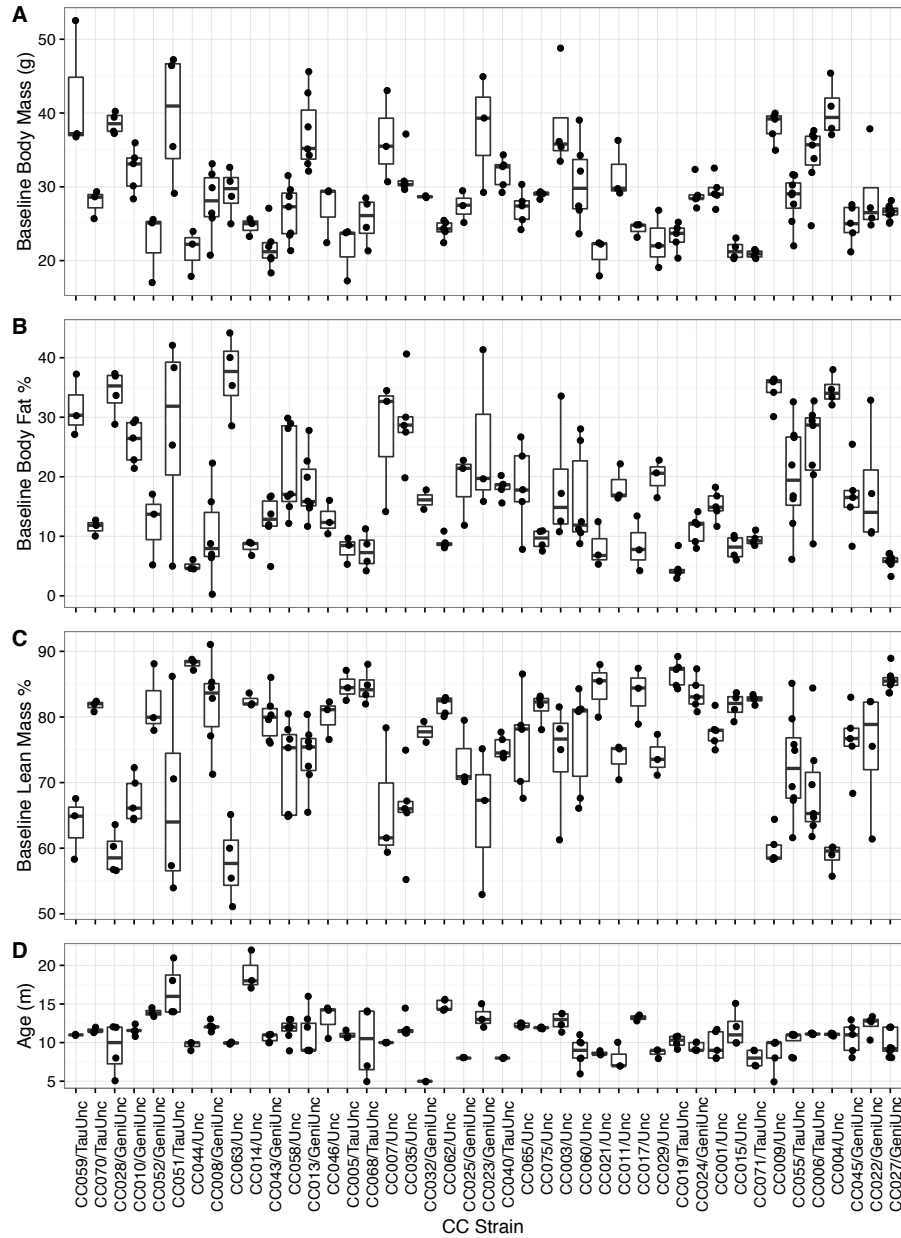 A
Baseline Body Mass (g)
50
40
30
20
B
Baseline Body Fat %
40
30
20
10
0
C
Baseline Lean Mass %
90
80
70
60
50
D
Age (m)
20
15
10
5
CC059/TauUnc
CC070/TauUnc
CC028/GeniUnc
CC010/GeniUnc
CC052/GeniUnc
CC051/TauUnc
CC044/Unc
CC008/GeniUnc
CC063/Unc
CC014/Unc
CC043/GeniUnc
CC058/Unc
CC013/GeniUnc
CC046/Unc
CC005/TauUnc
CC068/TauUnc
CC007/Unc
CC035/Unc
CC032/GeniUnc
CC062/Unc
CC025/GeniUnc
CC023/GeniUnc
CC040/TauUnc
CC065/Unc
CC075/Unc
CC003/Unc
CC060/Unc
CC021/Unc
CC011/Unc
CC017/Unc
CC029/Unc
CC019/TauUnc
CC024/GeniUnc
CC001/Unc
CC015/Unc
CC071/TauUnc
CC009/Unc
CC055/TauUnc
CC006/TauUnc
CC004/Unc
CC045/GeniUnc
CC022/GeniUnc
CC027/GeniUnc
CC Strain